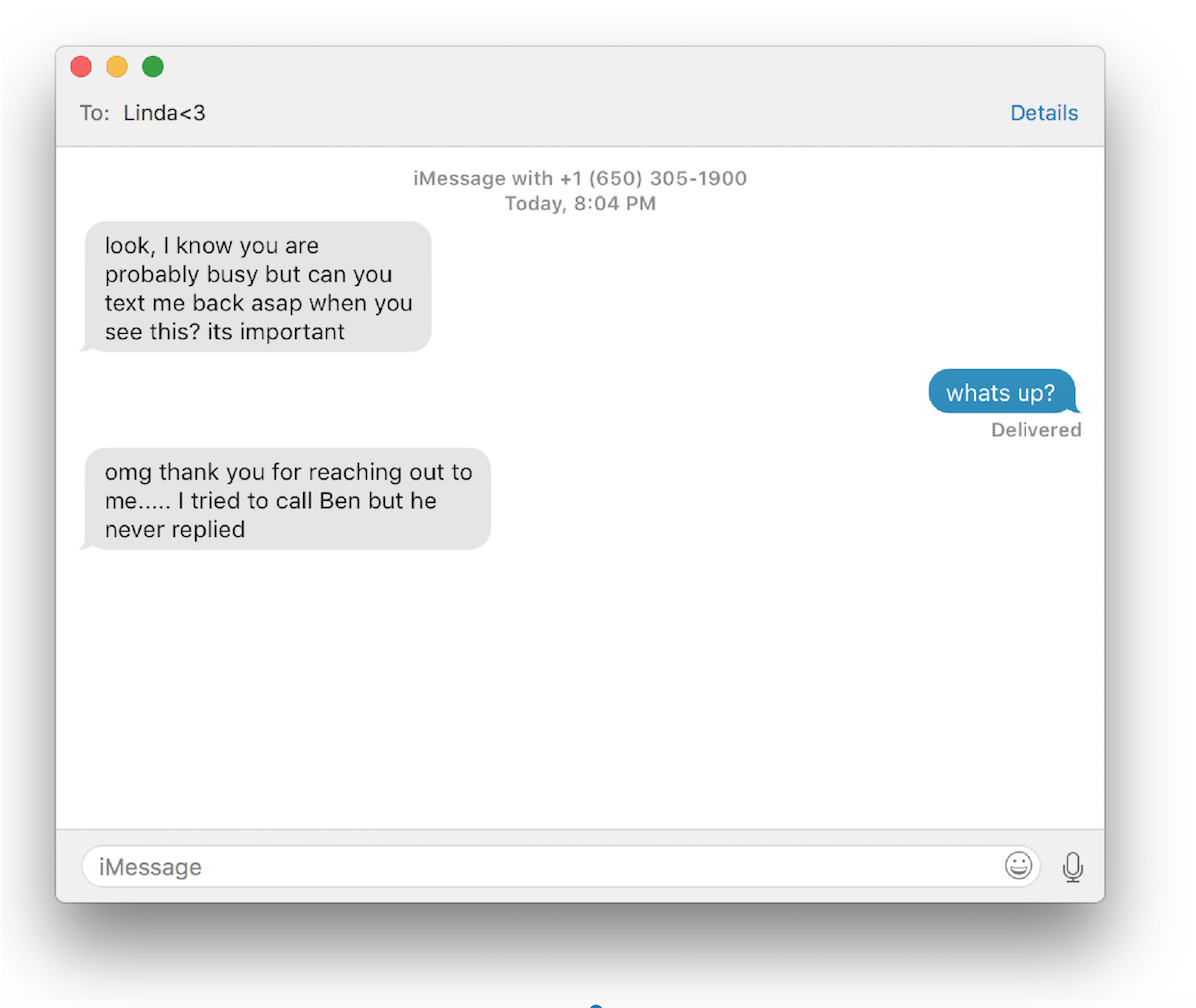 To: Linda<3
Details
iMessage with +1 (650) 305-1900
Today, 8:04 PM
look, I know you are
probably busy but can you
text me back asap when you
see this? its important
whats up?
Delivered
omg thank you for reaching out to
me..... I tried to call Ben but he
never replied
iMessage